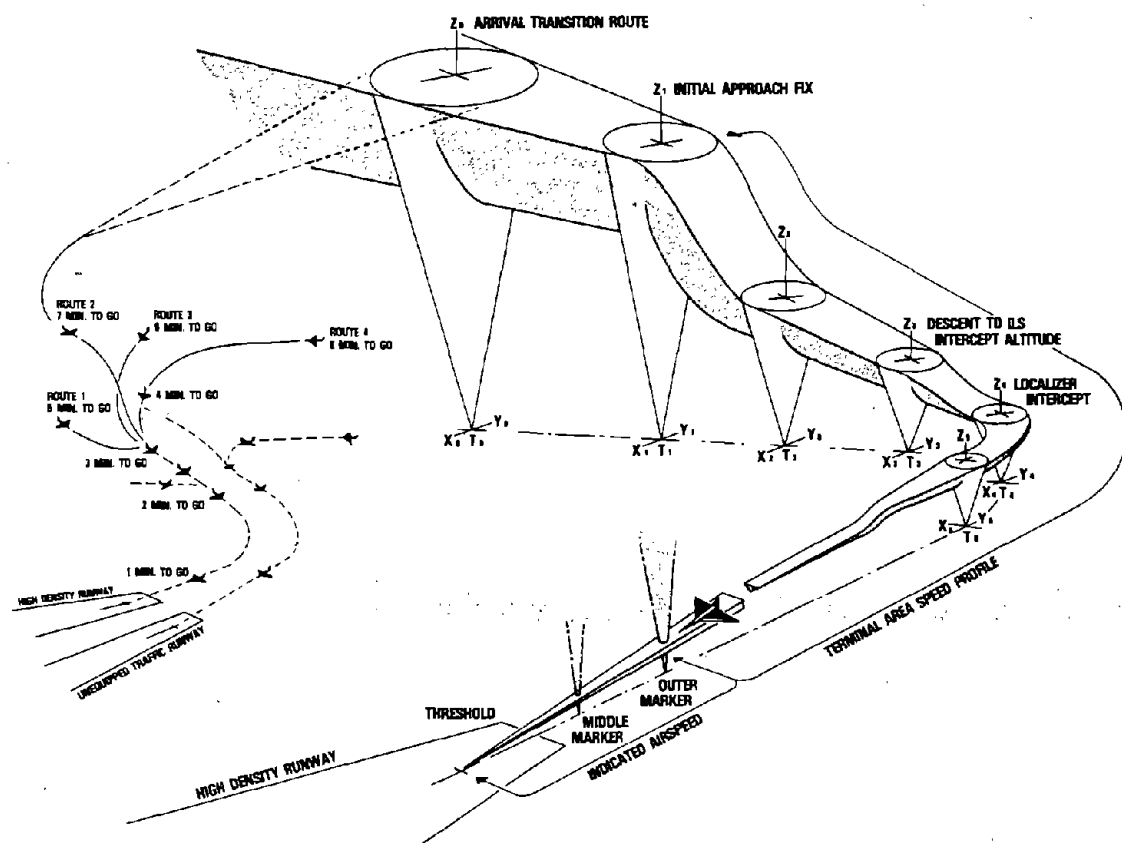 Z₀ ARRIVAL TRANSITION ROUTE
Z₁ INITIAL APPROACH FIX
Z₂
Z₃ DESCENT TO ILS
INTERCEPT ALTITUDE
Z₄ LOCALIZER
INTERCEPT
Z₅
ROUTE 2
7 MIN. TO GO
ROUTE 3
6 MIN. TO GO
ROUTE 4
MIN. TO GO
ROUTE 1
5 MIN. TO GO
4 MIN. TO GO
3 MIN. TO GO
2 MIN. TO GO
1 MIN. TO GO
X₀ T₀ Y₀
X₁ T₁ Y₁
X₂ T₂ Y₂
X₃ T₃ Y₃
X₄ T₄ Y₄
X₅ T₅ Y₅
HIGH DENSITY RUNWAY
UNEQUIPPED TRAFFIC RUNWAY
TERMINAL AREA SPEED PROFILE
OUTER
MARKER
MIDDLE
MARKER
THRESHOLD
INDICATED AIRSPEED
HIGH DENSITY RUNWAY